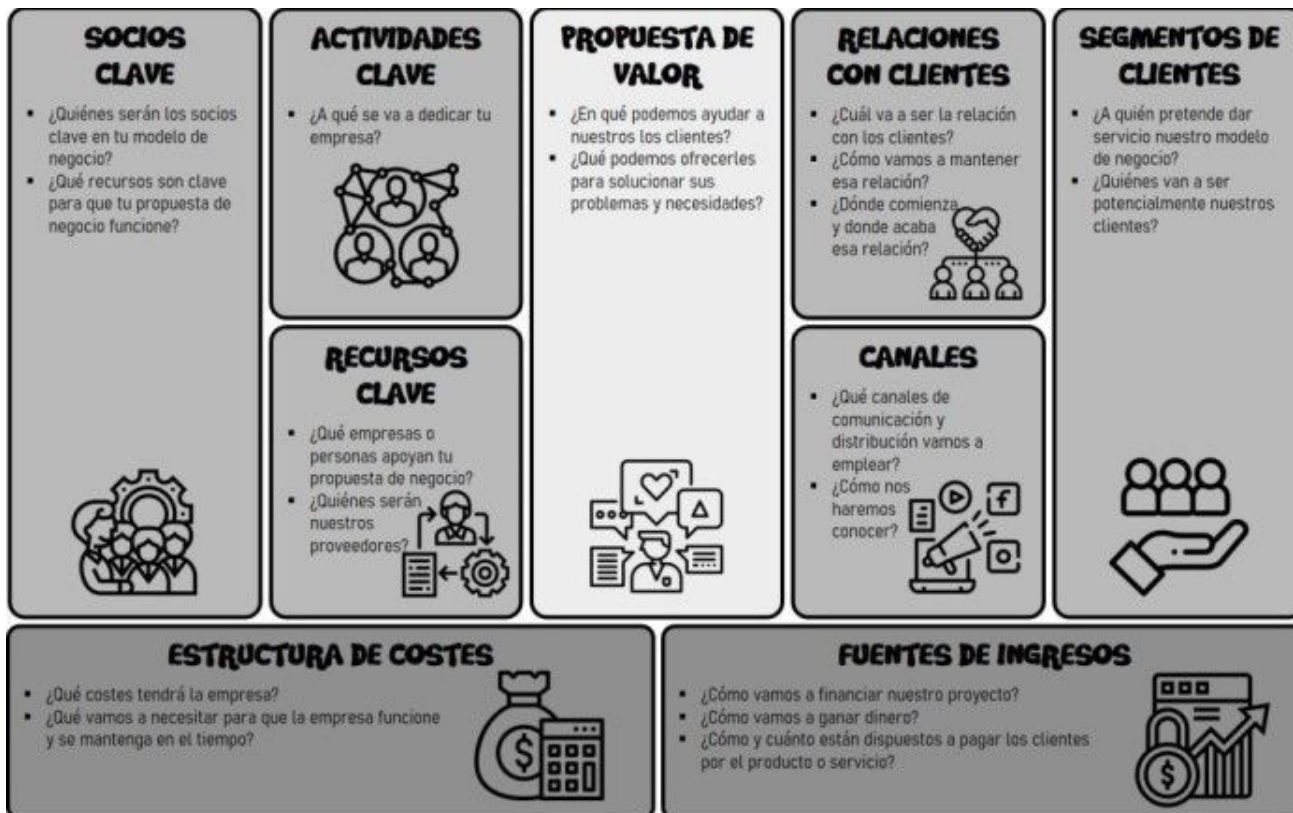 SOCIOS
CLAVE
▪ ¿Quiénes serán los socios
clave en tu modelo de
negocio?
▪ ¿Qué recursos son clave
para que tu propuesta de
negocio funcione?
ACTIVIDADES
CLAVE
▪ ¿A qué se va a dedicar tu
empresa?
RECURSOS
CLAVE
▪ ¿Qué empresas o
personas apoyan tu
propuesta de negocio?
▪ ¿Quiénes serán
nuestros
proveedores?
PROPUESTA DE
VALOR
▪ ¿En qué podemos ayudar a
nuestros los clientes?
▪ ¿Qué podemos ofrecerles
para solucionar sus
problemas y necesidades?
RELACIONES
CON CLIENTES
▪ ¿Cuál va a ser la relación
con los clientes?
▪ ¿Cómo vamos a mantener
esa relación?
▪ ¿Dónde comienza
y donde acaba
esa relación?
CANALES
▪ ¿Qué canales de
comunicación y
distribución vamos a
emplear?
▪ ¿Cómo nos
haremos
conocer?
SEGMENTOS DE
CLIENTES
▪ ¿A quién pretende dar
servicio nuestro modelo
de negocio?
▪ ¿Quiénes van a ser
potencialmente nuestros
clientes?
ESTRUCTURA DE COSTES
▪ ¿Qué costes tendrá la empresa?
▪ ¿Qué vamos a necesitar para que la empresa funcione
y se mantenga en el tiempo?
FUENTES DE INGRESOS
▪ ¿Cómo vamos a financiar nuestro proyecto?
▪ ¿Cómo vamos a ganar dinero?
▪ ¿Cómo y cuánto están dispuestos a pagar los clientes
por el producto o servicio?